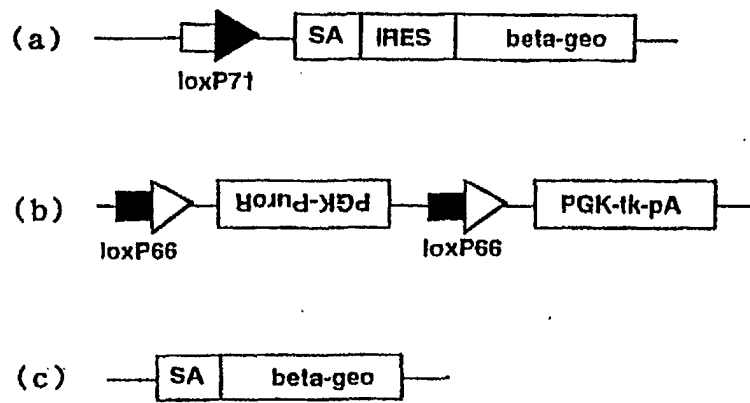 (a) SA IRES beta-geo
loxP71
(b) PGK-PuroR PGK-tk-pA
loxP66 loxP66
(c) SA beta-geo